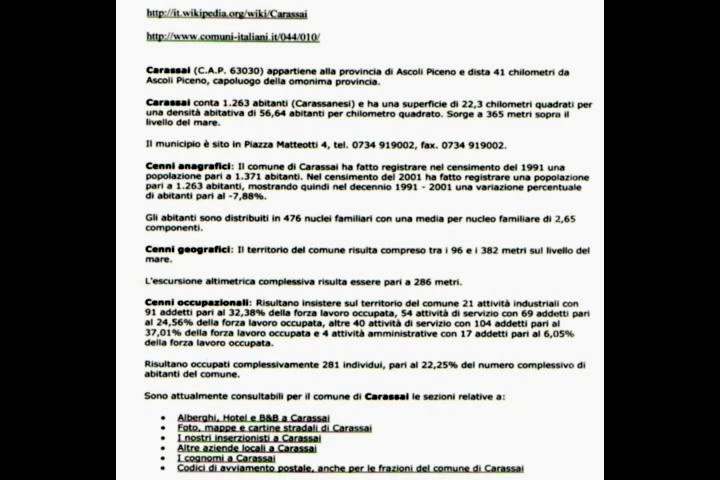 http://it.wikipedia.org/wiki/Carassai
http://www.comuni-italiani.it/044/010/
Carassai (C.A.P. 63030) appartiene alla provincia di Ascoli Piceno e dista 41 chilometri da
Ascoli Piceno, capoluogo della omonima provincia.
Carassai conta 1.263 abitanti (Carassanesi) e ha una superficie di 22,3 chilometri quadrati per
una densità abitativa di 56,64 abitanti per chilometro quadrato. Sorge a 365 metri sopra il
livello del mare.
Il municipio è sito in Piazza Matteotti 4, tel. 0734 919002, fax. 0734 919002.
Cenni anagrafici: Il comune di Carassai ha fatto registrare nel censimento del 1991 una
popolazione pari a 1.371 abitanti. Nel censimento del 2001 ha fatto registrare una popolazione
pari a 1.263 abitanti, mostrando quindi nel decennio 1991 - 2001 una variazione percentuale
di abitanti pari al -7,88%.
Gli abitanti sono distribuiti in 476 nuclei familiari con una media per nucleo familiare di 2,65
componenti.
Cenni geografici: Il territorio del comune risulta compreso tra i 96 e i 382 metri sul livello del
mare.
L'escursione altimetrica complessiva risulta essere pari a 286 metri.
Cenni occupazionali: Risultano insistere sul territorio del comune 21 attività industriali con
91 addetti pari al 32,38% della forza lavoro occupata, 54 attività di servizio con 69 addetti pari
al 24,56% della forza lavoro occupata, altre 40 attività di servizio con 104 addetti pari al
37,01% della forza lavoro occupata e 4 attività amministrative con 17 addetti pari al 6,05%
della forza lavoro occupata.
Risultano occupati complessivamente 281 individui, pari al 22,25% del numero complessivo di
abitanti del comune.
Sono attualmente consultabili per il comune di Carassai le sezioni relative a:
• Alberghi, Hotel e B&B a Carassai
• Foto, mappe e cartine stradali di Carassai
• I nostri inserzionisti a Carassai
• Altre aziende locali a Carassai
• I cognomi a Carassai
• Codici di avviamento postale, anche per le frazioni del comune di Carassai